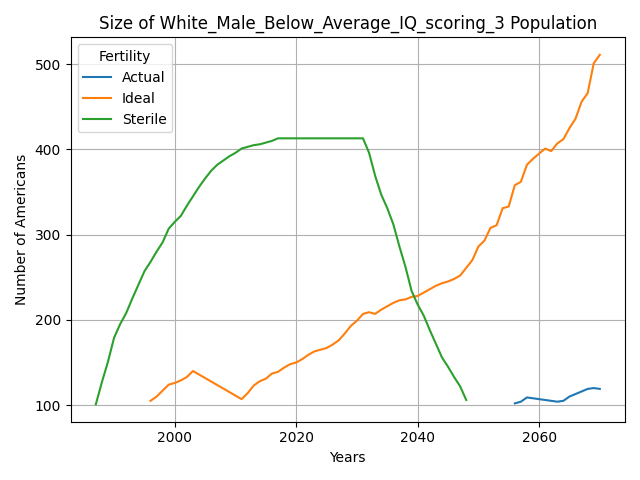 Size of White_Male_Below_Average_IQ_scoring_3 Population
Fertility
Actual
Ideal
Sterile
Number of Americans
500
400
300
200
100
2000
2020
2040
2060
Years